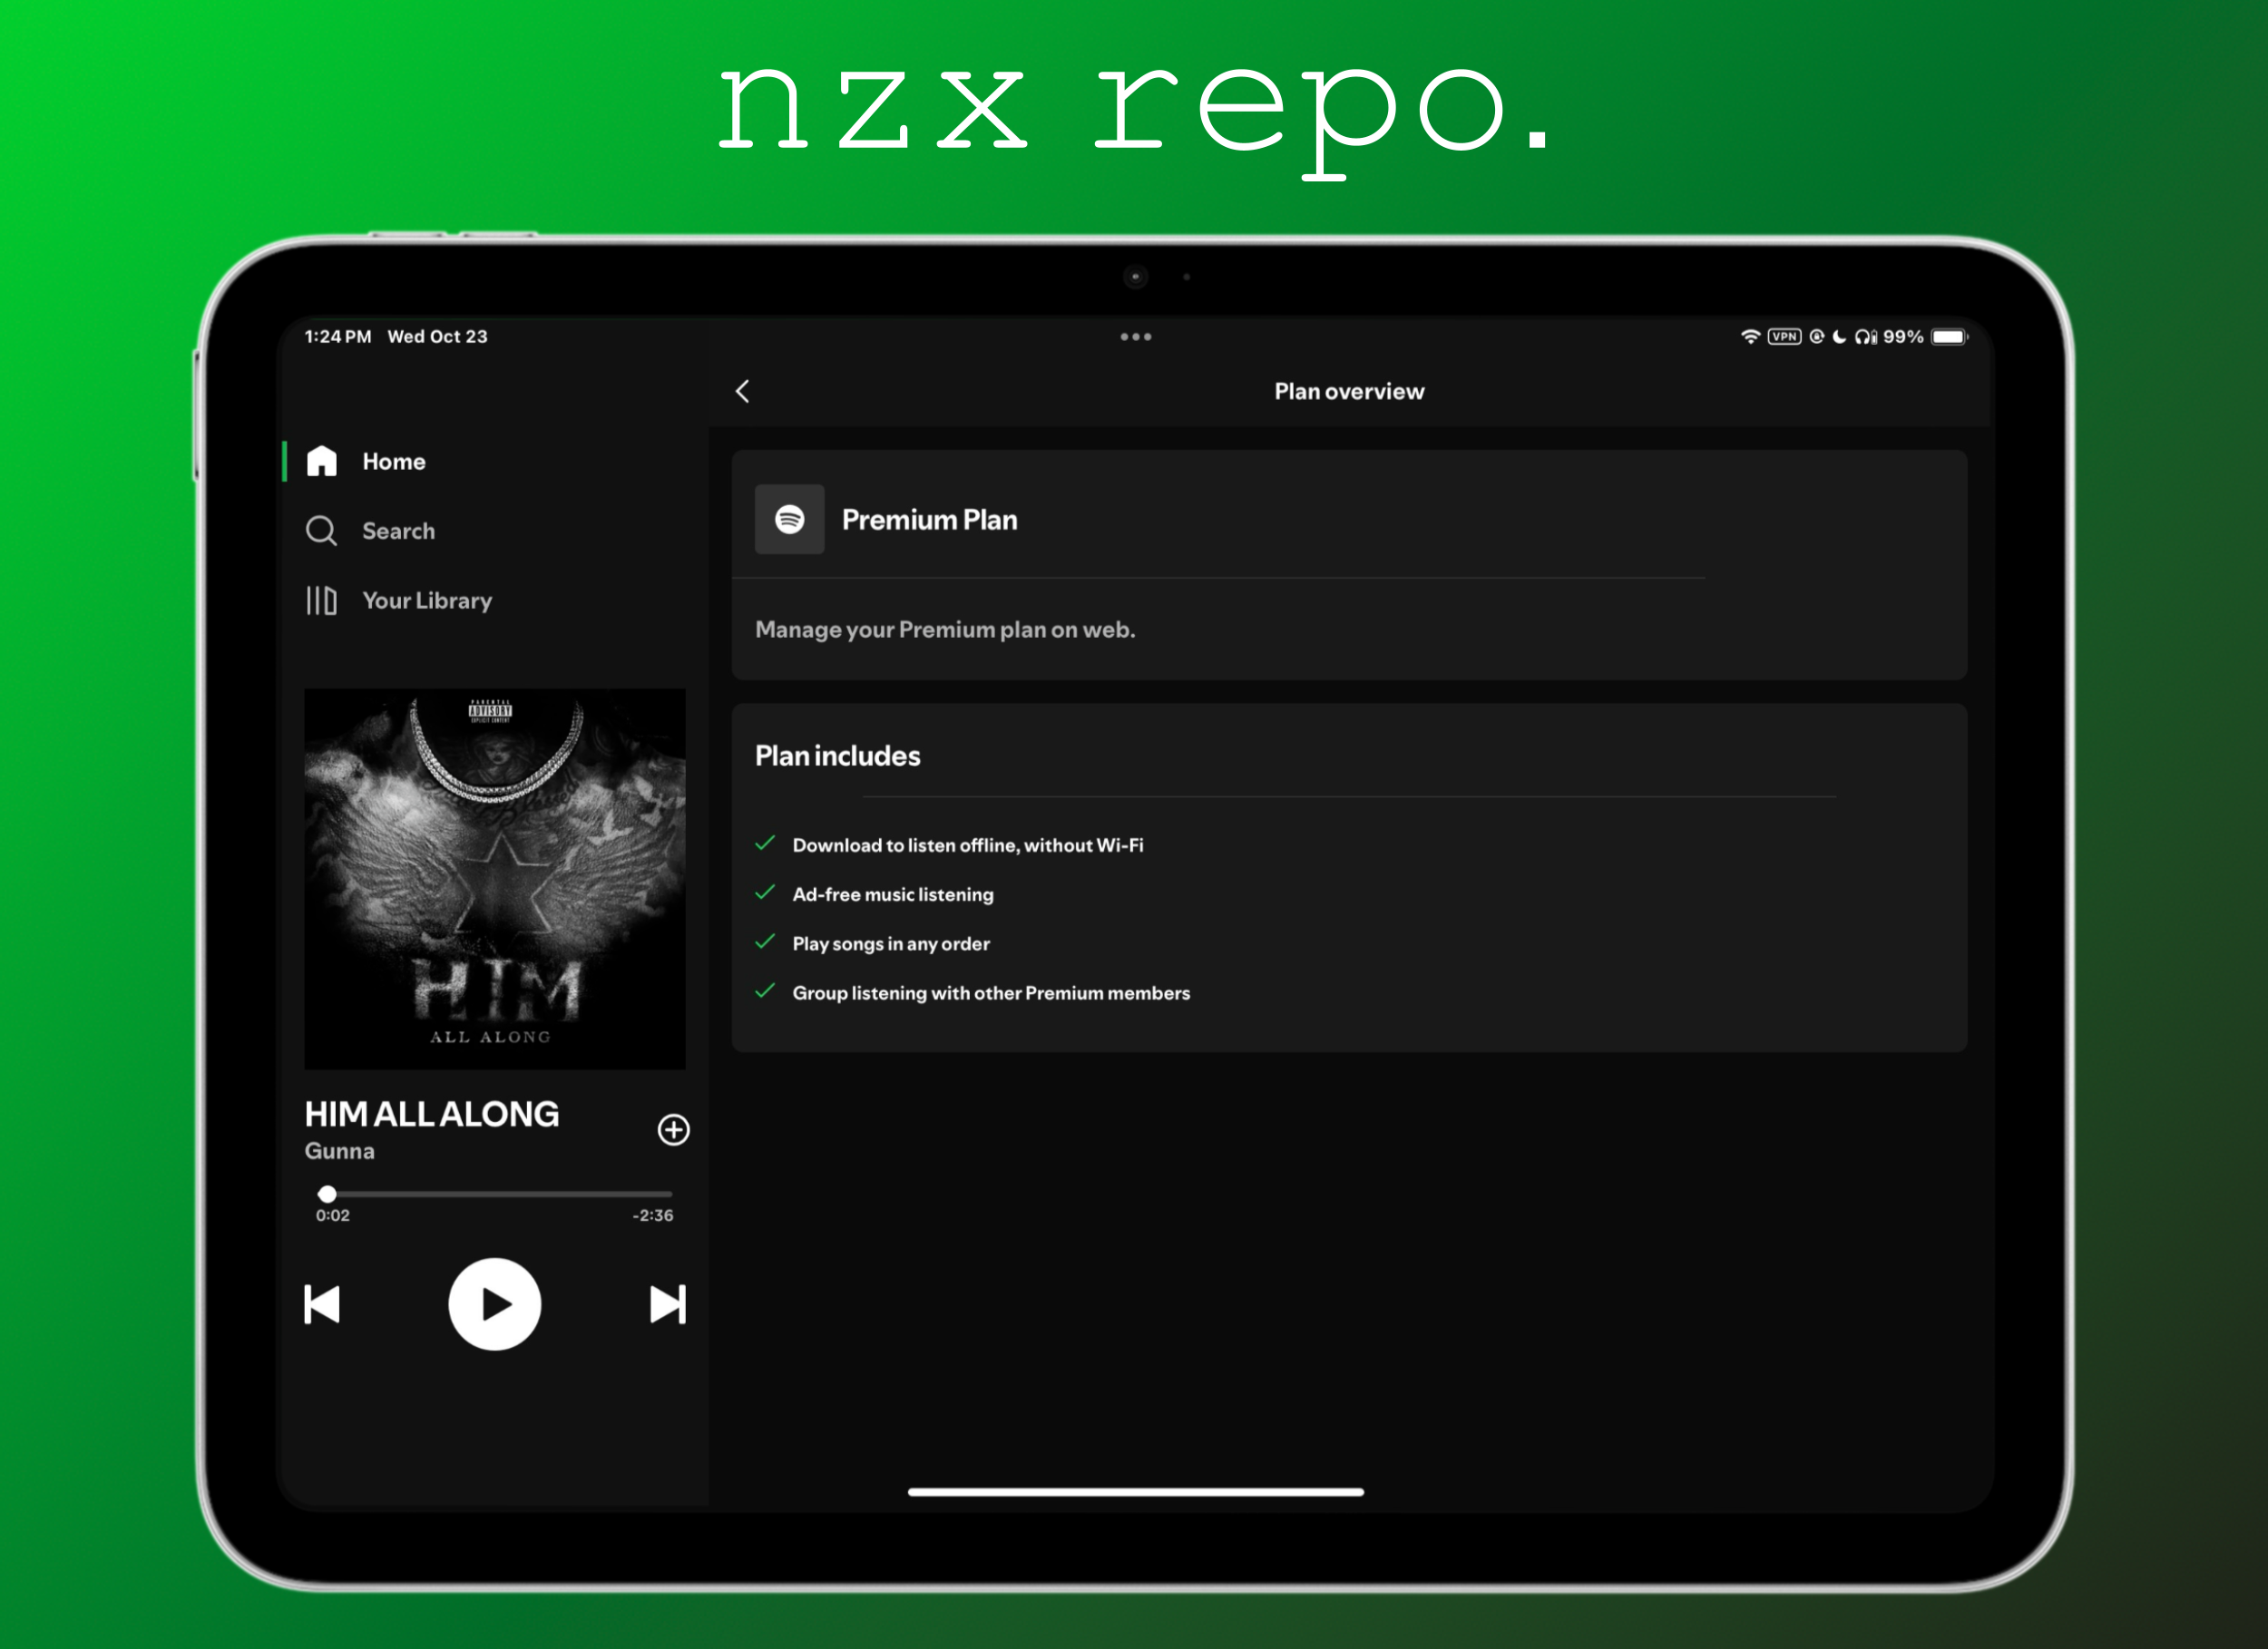 nzx repo.
1:24 PM Wed Oct 23
VPN 99%
Plan overview
Home
Search
Your Library
Premium Plan
Manage your Premium plan on web.
Plan includes
Download to listen offline, without Wi-Fi
Ad-free music listening
Play songs in any order
Group listening with other Premium members
PARENTAL
ADVISORY
EXPLICIT CONTENT
HIM
ALL ALONG
HIM ALL ALONG
Gunna
0:02
-2:36